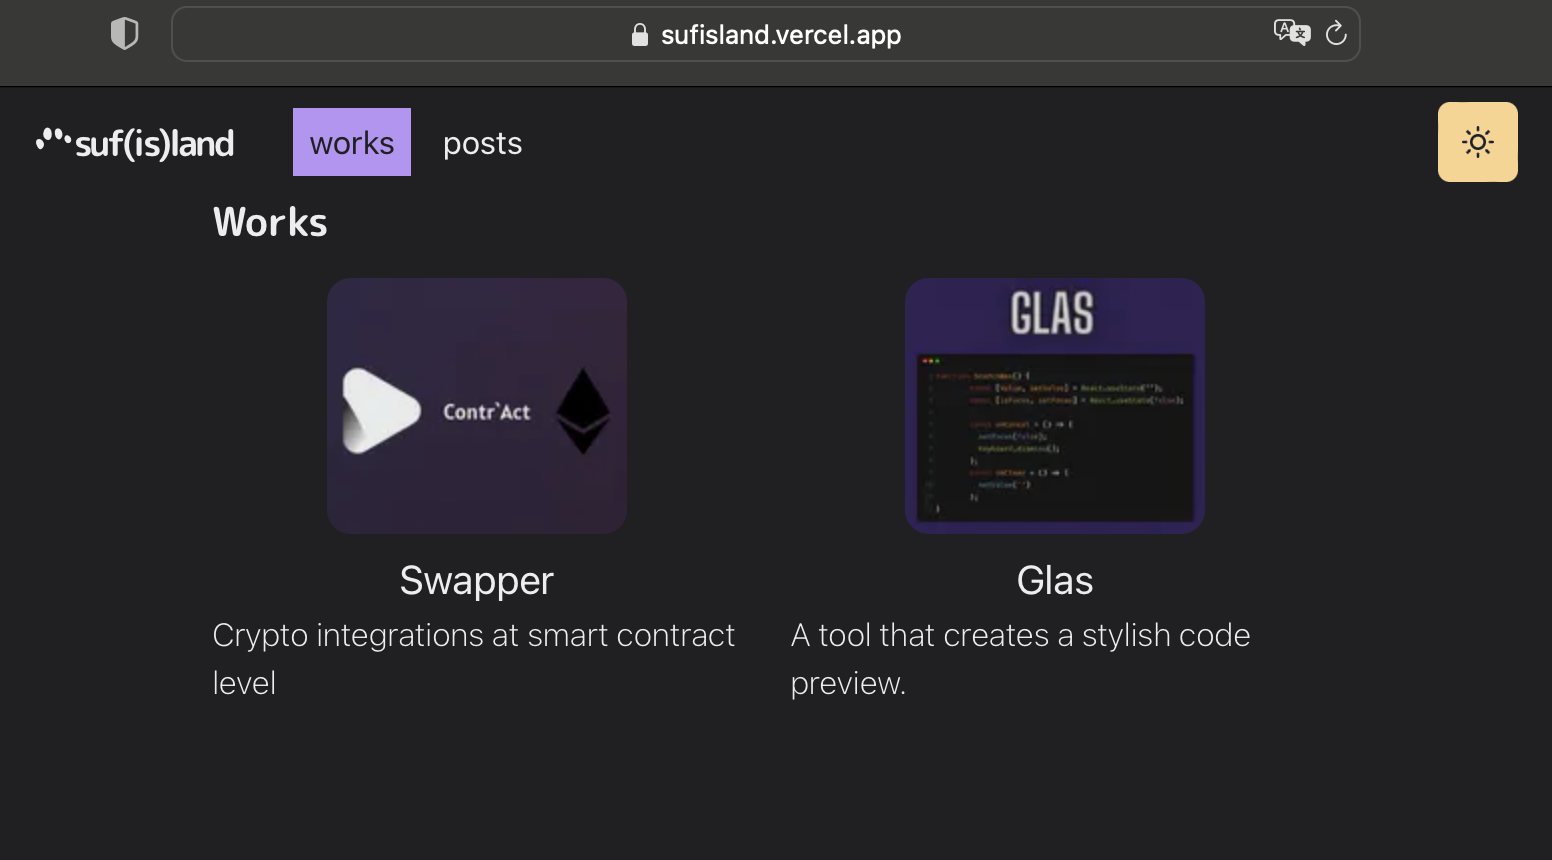 sufisland.vercel.app
suf(is)land works posts
Works
Contr`Act
GLAS
Swapper
Crypto integrations at smart contract
level
Glas
A tool that creates a stylish code
preview.